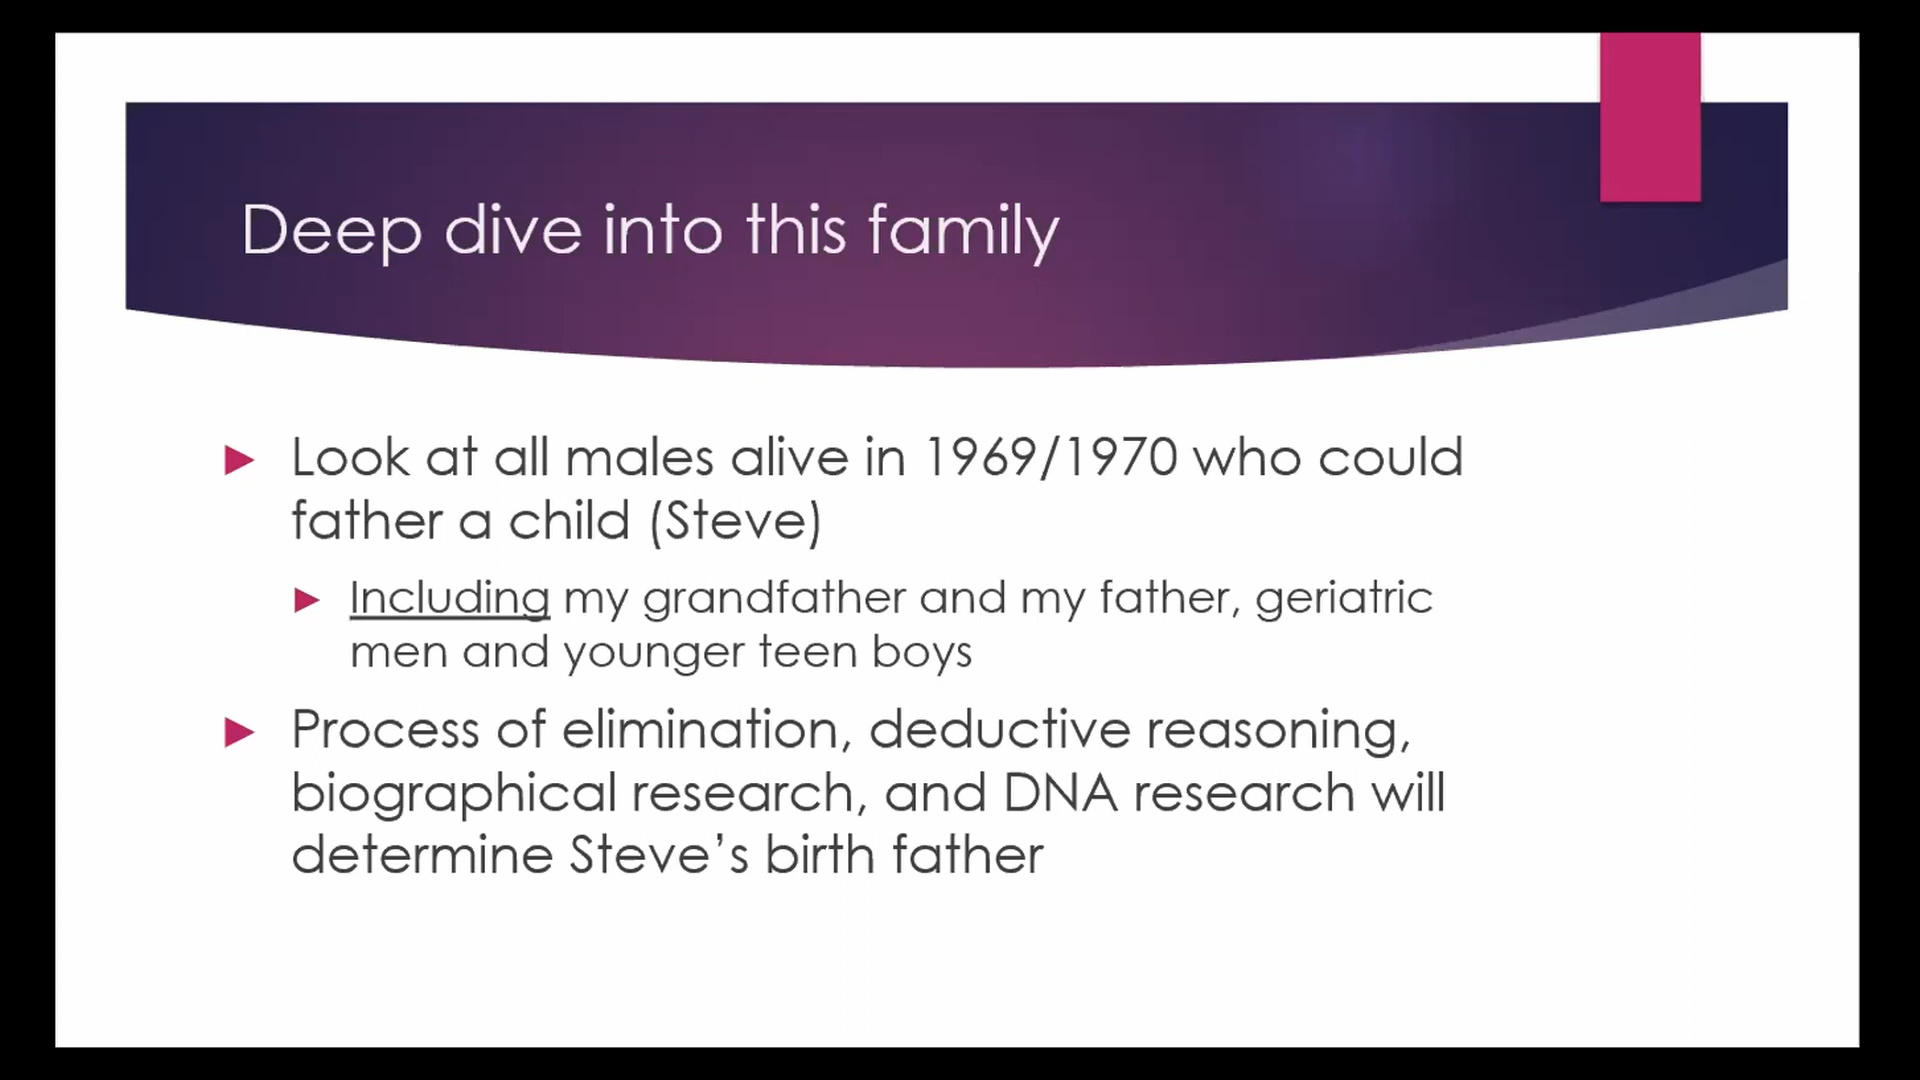 Deep dive into this family
Look at all males alive in 1969/1970 who could
father a child (Steve)
Including my grandfather and my father, geriatric
men and younger teen boys
Process of elimination, deductive reasoning,
biographical research, and DNA research will
determine Steve’s birth father